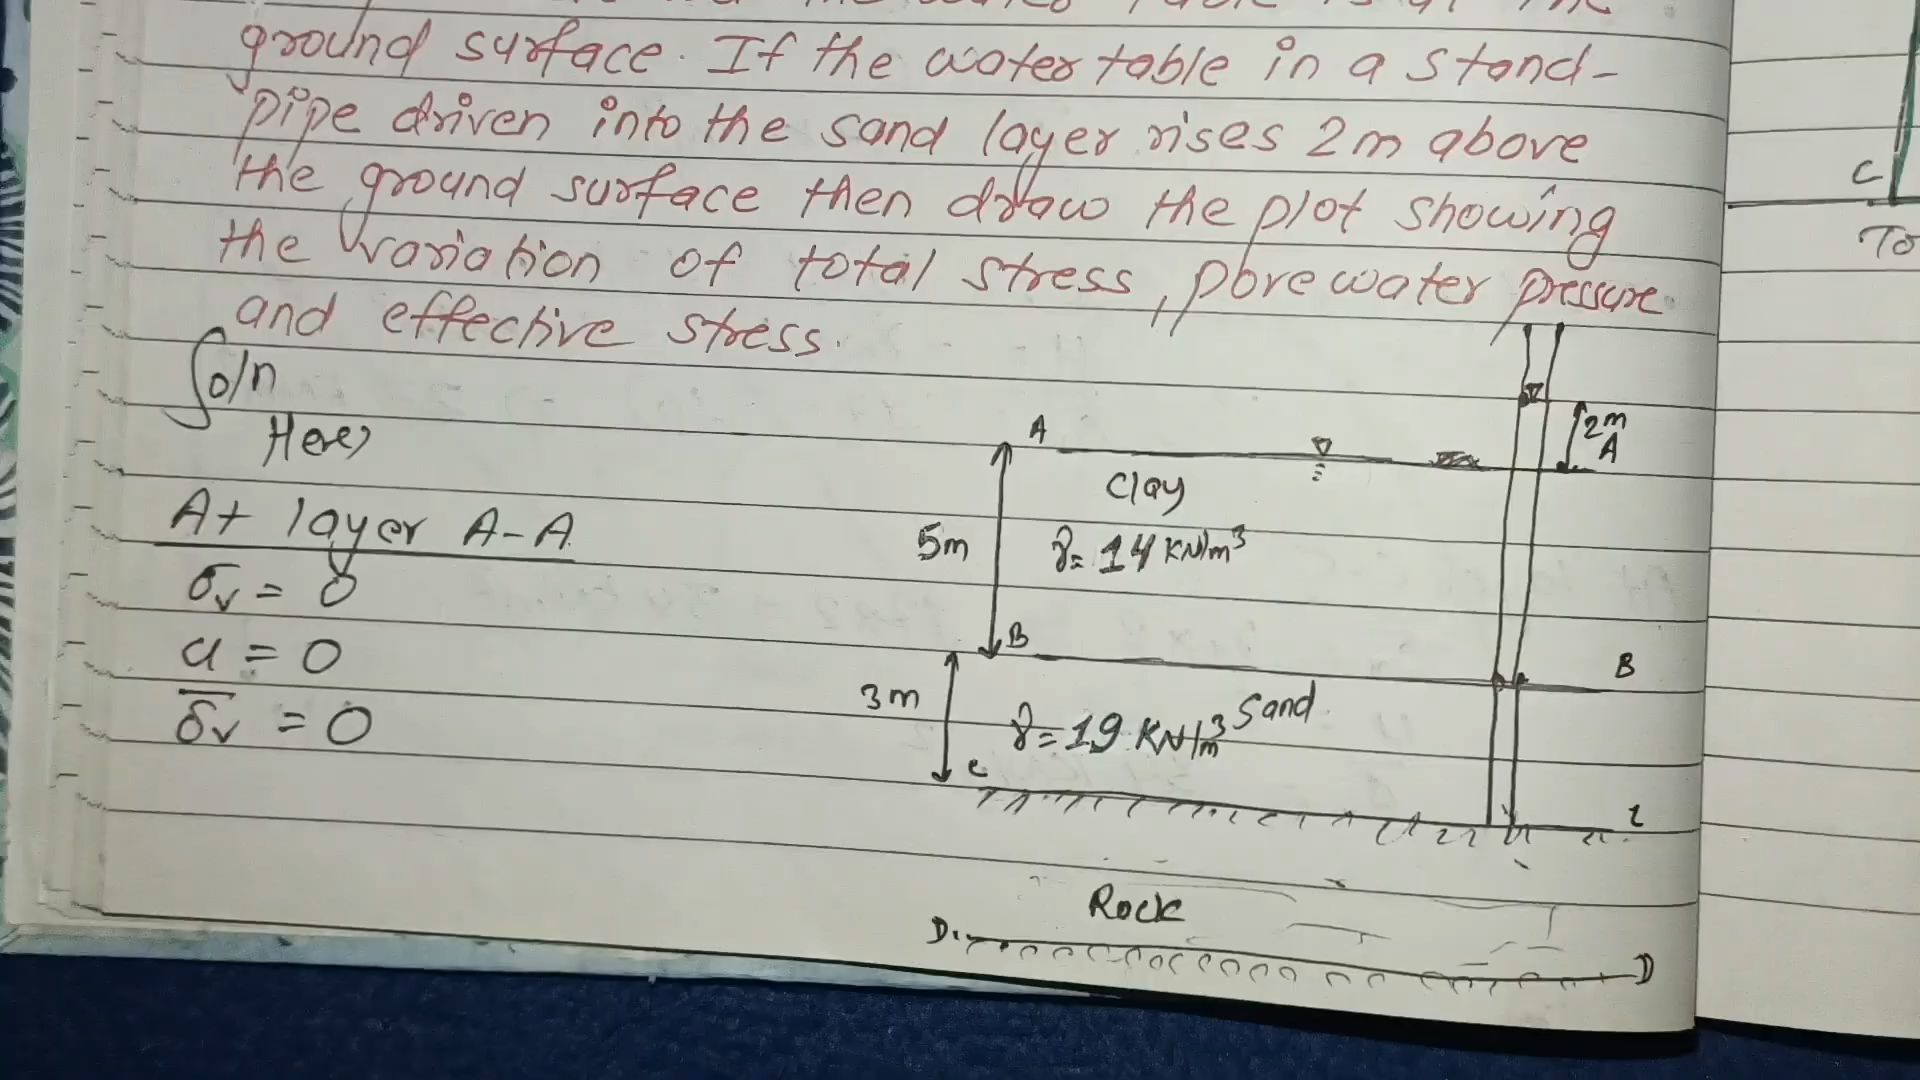 ground surface. If the water table in a stand-
pipe driven into the sand layer rises 2m above
the ground surface then draw the plot showing
the variation of total stress, pore water pressure
and effective stress.
Soln
Here,
At layer A-A
σv = 0
u = 0
σ̅v = 0
A
2m
A
Clay
5m
γ = 14 KN/m³
B
B
3m
Sand
γ = 19 KN/m³
C
Rock
D
D
C
To